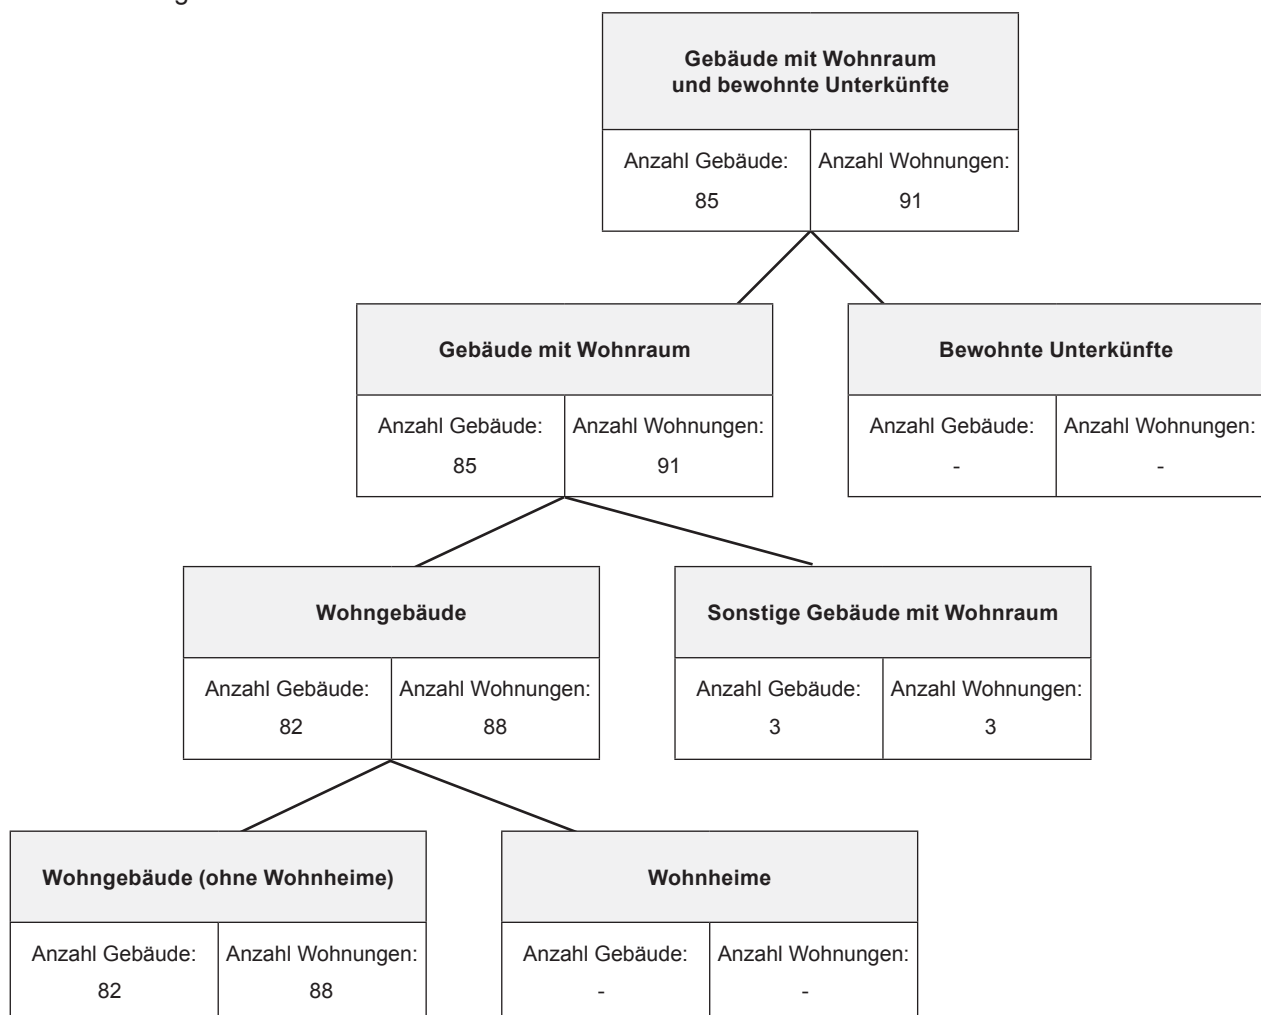 g
Gebäude mit Wohnraum
und bewohnte Unterkünfte
Anzahl Gebäude: Anzahl Wohnungen:
85 91
Gebäude mit Wohnraum Bewohnte Unterkünfte
Anzahl Gebäude: Anzahl Wohnungen: Anzahl Gebäude: Anzahl Wohnungen:
85 91 - -
Wohngebäude Sonstige Gebäude mit Wohnraum
Anzahl Gebäude: Anzahl Wohnungen: Anzahl Gebäude: Anzahl Wohnungen:
82 88 3 3
Wohngebäude (ohne Wohnheime) Wohnheime
Anzahl Gebäude: Anzahl Wohnungen: Anzahl Gebäude: Anzahl Wohnungen:
82 88 - -